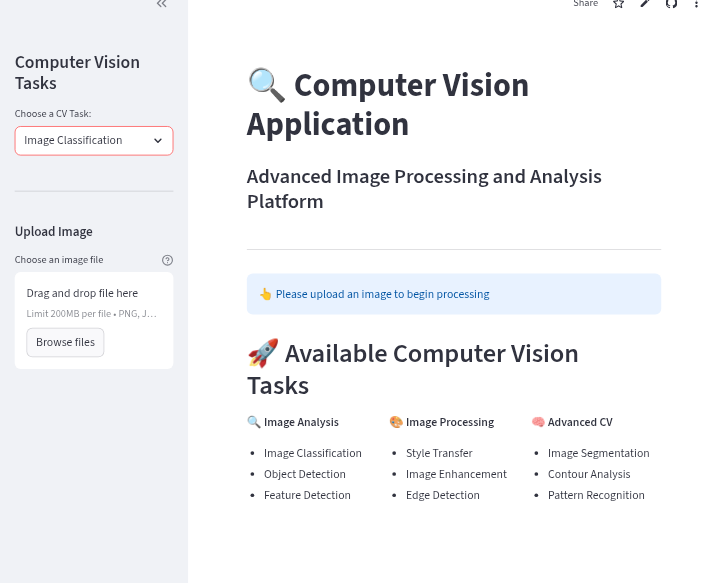 Share
Computer Vision
Tasks
Choose a CV Task:
Image Classification
Upload Image
Choose an image file
Drag and drop file here
Limit 200MB per file • PNG, J…
Browse files
🔍 Computer Vision
Application
Advanced Image Processing and Analysis
Platform
👆 Please upload an image to begin processing
🚀 Available Computer Vision
Tasks
🔍 Image Analysis
• Image Classification
• Object Detection
• Feature Detection
🎨 Image Processing
• Style Transfer
• Image Enhancement
• Edge Detection
🧠 Advanced CV
• Image Segmentation
• Contour Analysis
• Pattern Recognition